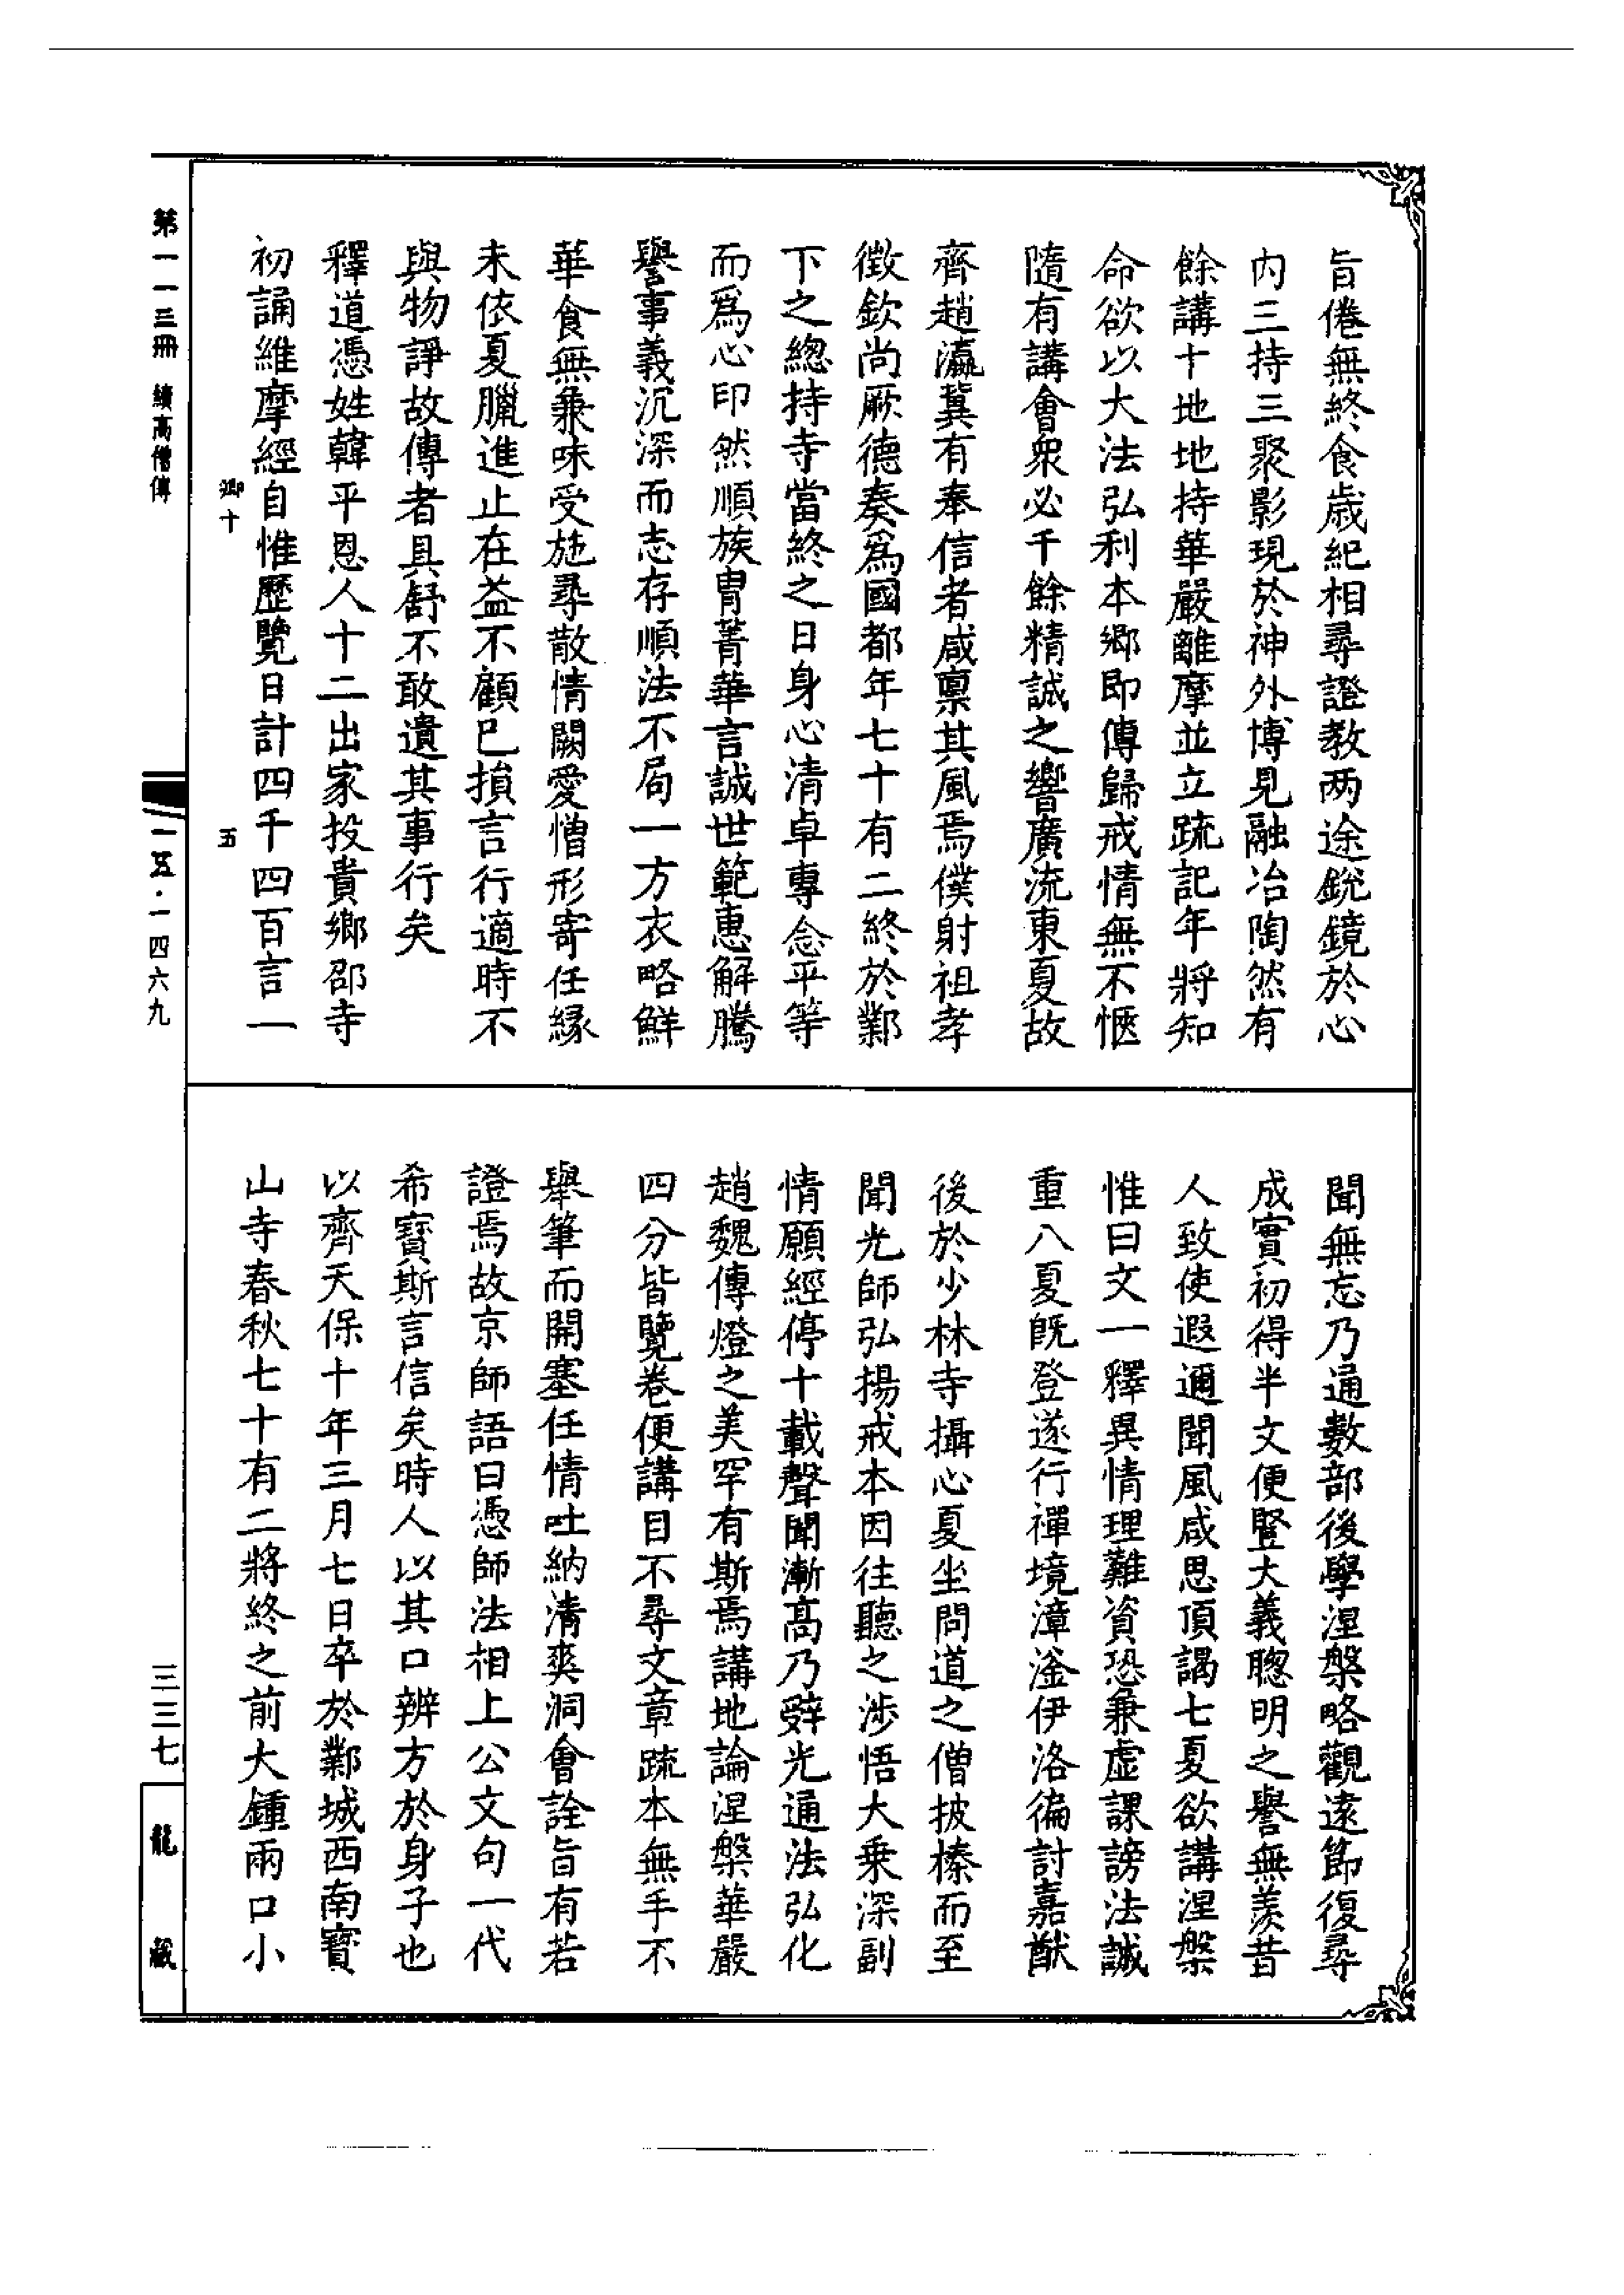 旨倦無終食歲紀相尋證教两途銳鏡於心
内三持三聚影現於神外博見融冶陶然有
餘講十地地持華嚴離摩並立䟽記年將知
命欲以大法弘利本鄉即傳歸戒情無不愜
隨有講會衆必千餘精誠之響廣流東夏故
齊趙瀛冀有奉信者咸禀其風焉僕射祖孝
徵欽尚厥德奏爲國都年七十有二終於鄴
下之緫持寺當終之日身心清卓專念平等
而爲心印然順族胄菁華言誠世範惠解騰
譽事義沉深而志存順法不局一方衣略鮮
華食無兼味受施尋散情闕愛憎形寄任緣
未依夏臘進止在益不顧巳損言行適時不
與物諍故傳者具舒不敢遺其事行矣
釋道憑姓韓平恩人十二出家投貴鄉邵寺
初誦維摩經自惟歷覽日計四千四百言一
卿十　五
聞無忘乃通數部後學涅槃略觀遠節復尋
成實初得半文便豎大義聰明之譽無羨昔
人致使遐邇聞風咸思頂謁七夏欲講涅槃
惟曰文一釋異情理難資恐兼虛課謗法誠
重八夏旣登遂行禪境漳滏伊洛徧討嘉猷
後於少林寺攝心夏坐問道之僧披榛而至
聞光師弘揚戒本因往聽之涉悟大乗深副
情願經停十載聲聞漸高乃辤光通法弘化
趙魏傳燈之美罕有斯焉講地論涅槃華嚴
四分皆覽卷便講目不尋文章䟽本無手不
舉筆而開塞任情吐納清爽洞會詮旨有若
證焉故京師語曰憑師法相上公文句一代
希寶斯言信矣時人以其口辨方於身子也
以齊天保十年三月七日卒於鄴城西南寳
山寺春秋七十有二將終之前大鍾兩口小
第一一三冊　續高僧傳
一一五·一四六九
三三七
龍藏